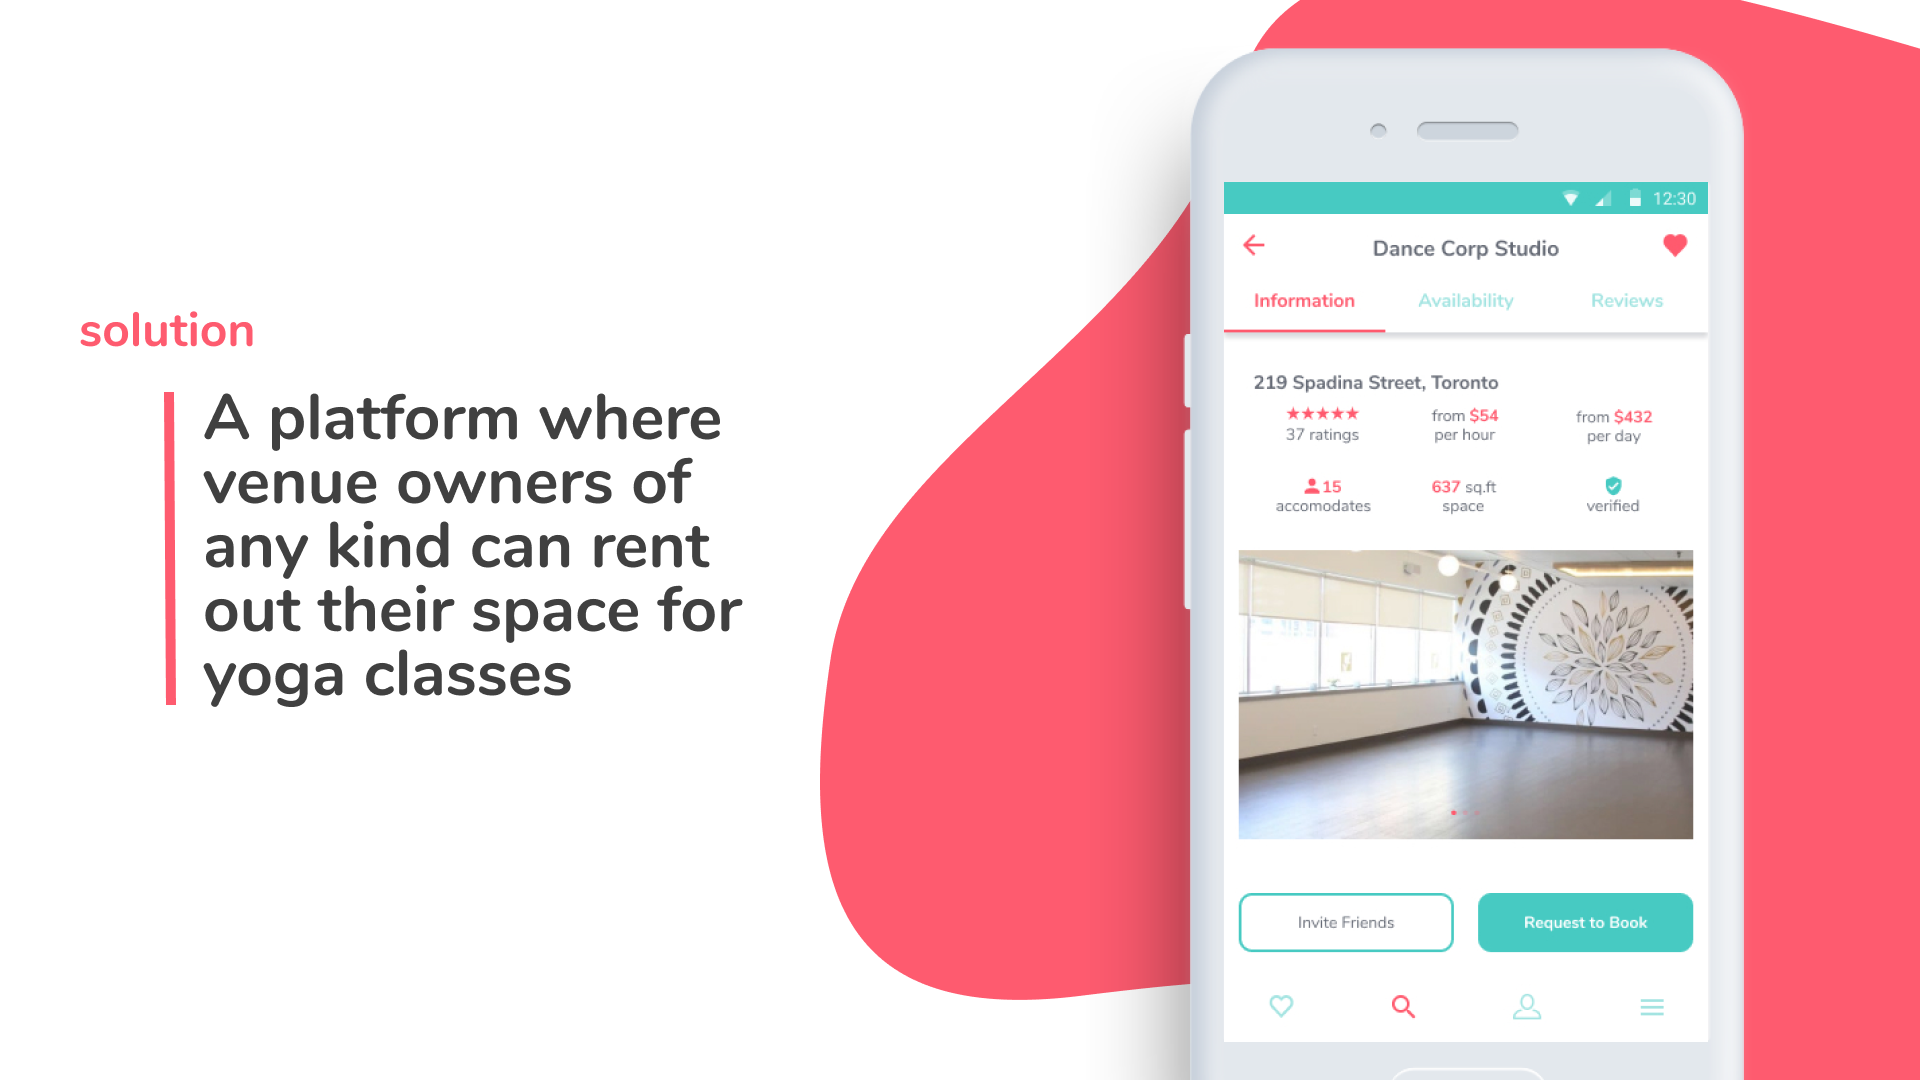 solution
A platform where
venue owners of
any kind can rent
out their space for
yoga classes
12:30
Dance Corp Studio
Information Availability Reviews
219 Spadina Street, Toronto
★★★★★ from $54 from $432
37 ratings per hour per day
15 637 sq.ft
accomodates space verified
Invite Friends Request to Book